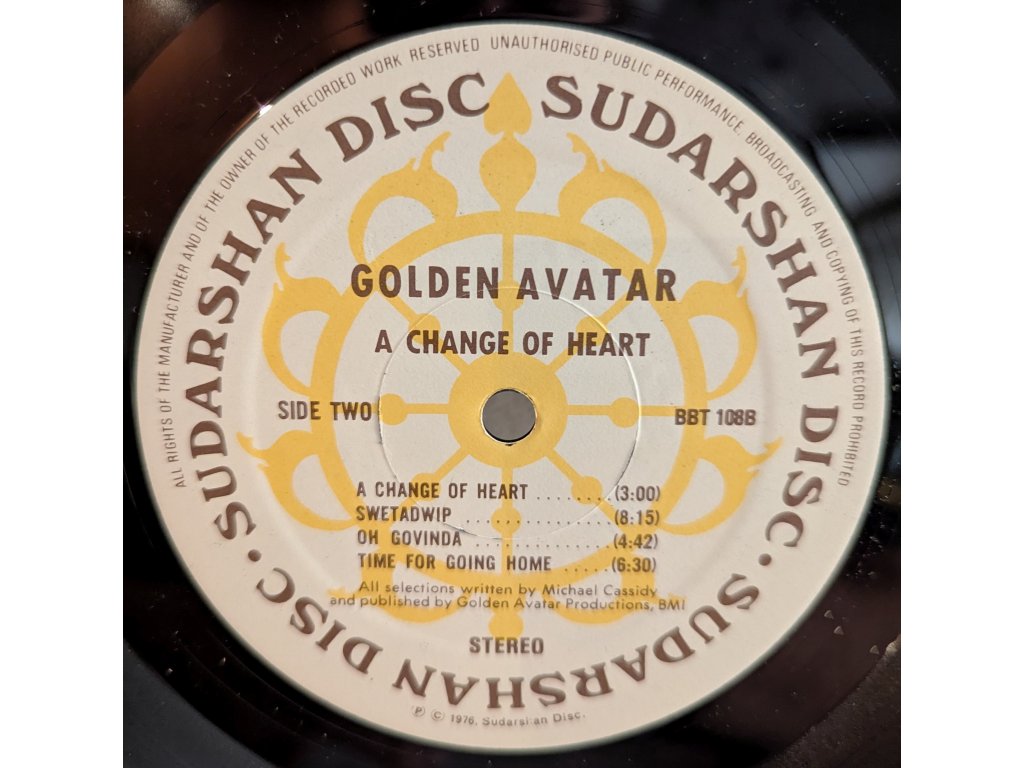 ALL RIGHTS OF THE MANUFACTURER AND OF THE OWNER OF THE RECORDED WORK RESERVED UNAUTHORISED PUBLIC PERFORMANCE, BROADCASTING AND COPYING OF THIS RECORD PROHIBITED
SUDARSHAN DISC SUDARSHAN DISC · SUDARSHAN DISC ·
GOLDEN AVATAR
A CHANGE OF HEART
SIDE TWO BBT 108B
A CHANGE OF HEART ........(3:00)
SWETADWIP ................(8:15)
OH GOVINDA ...............(4:42)
TIME FOR GOING HOME .....(6:30)
All selections written by Michael Cassidy
and published by Golden Avatar Productions, BMI
STEREO
Ⓟ © 1976. Sudarshan Disc.